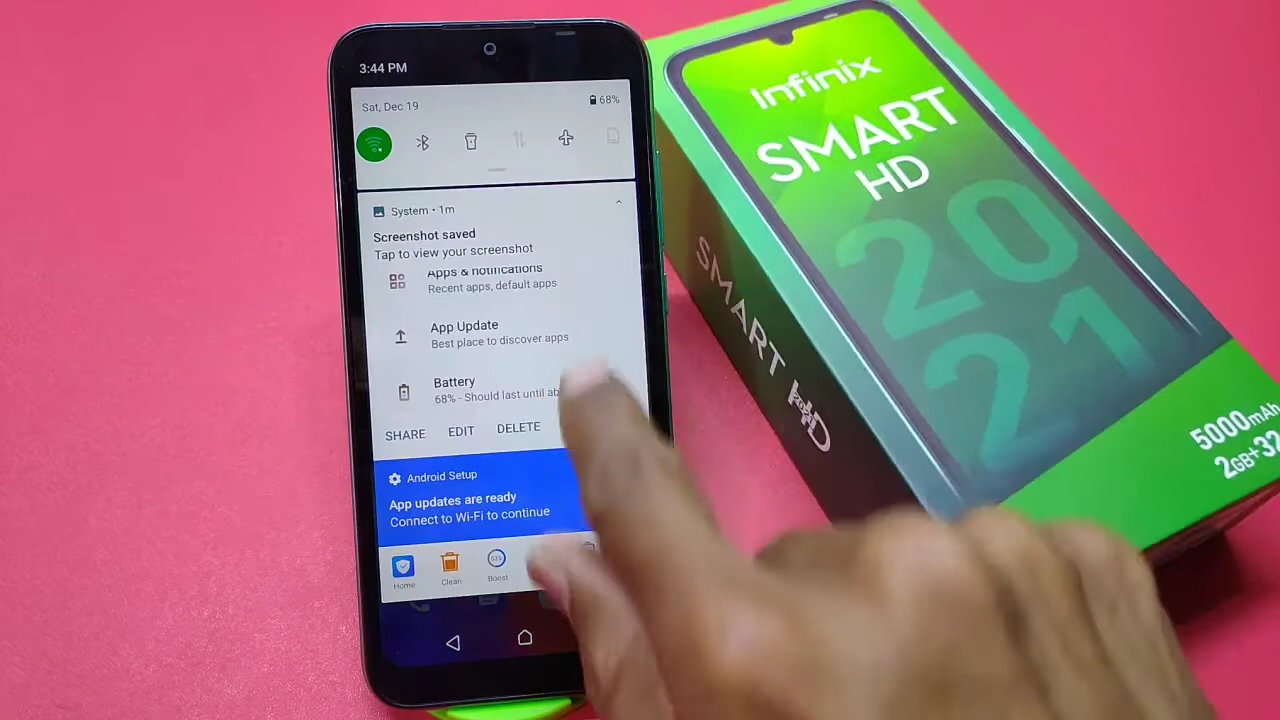 3:44 PM
Sat, Dec 19
68%
System • 1m
Screenshot saved
Tap to view your screenshot
Apps & notifications
Recent apps, default apps
App Update
Best place to discover apps
Battery
68% - Should last until
SHARE EDIT DELETE
Android Setup
App updates are ready
Connect to Wi-Fi to continue
Home Clean 53% Boost
Infinix
SMART
HD
2021
5000mAh
2GB+32
SMART HD